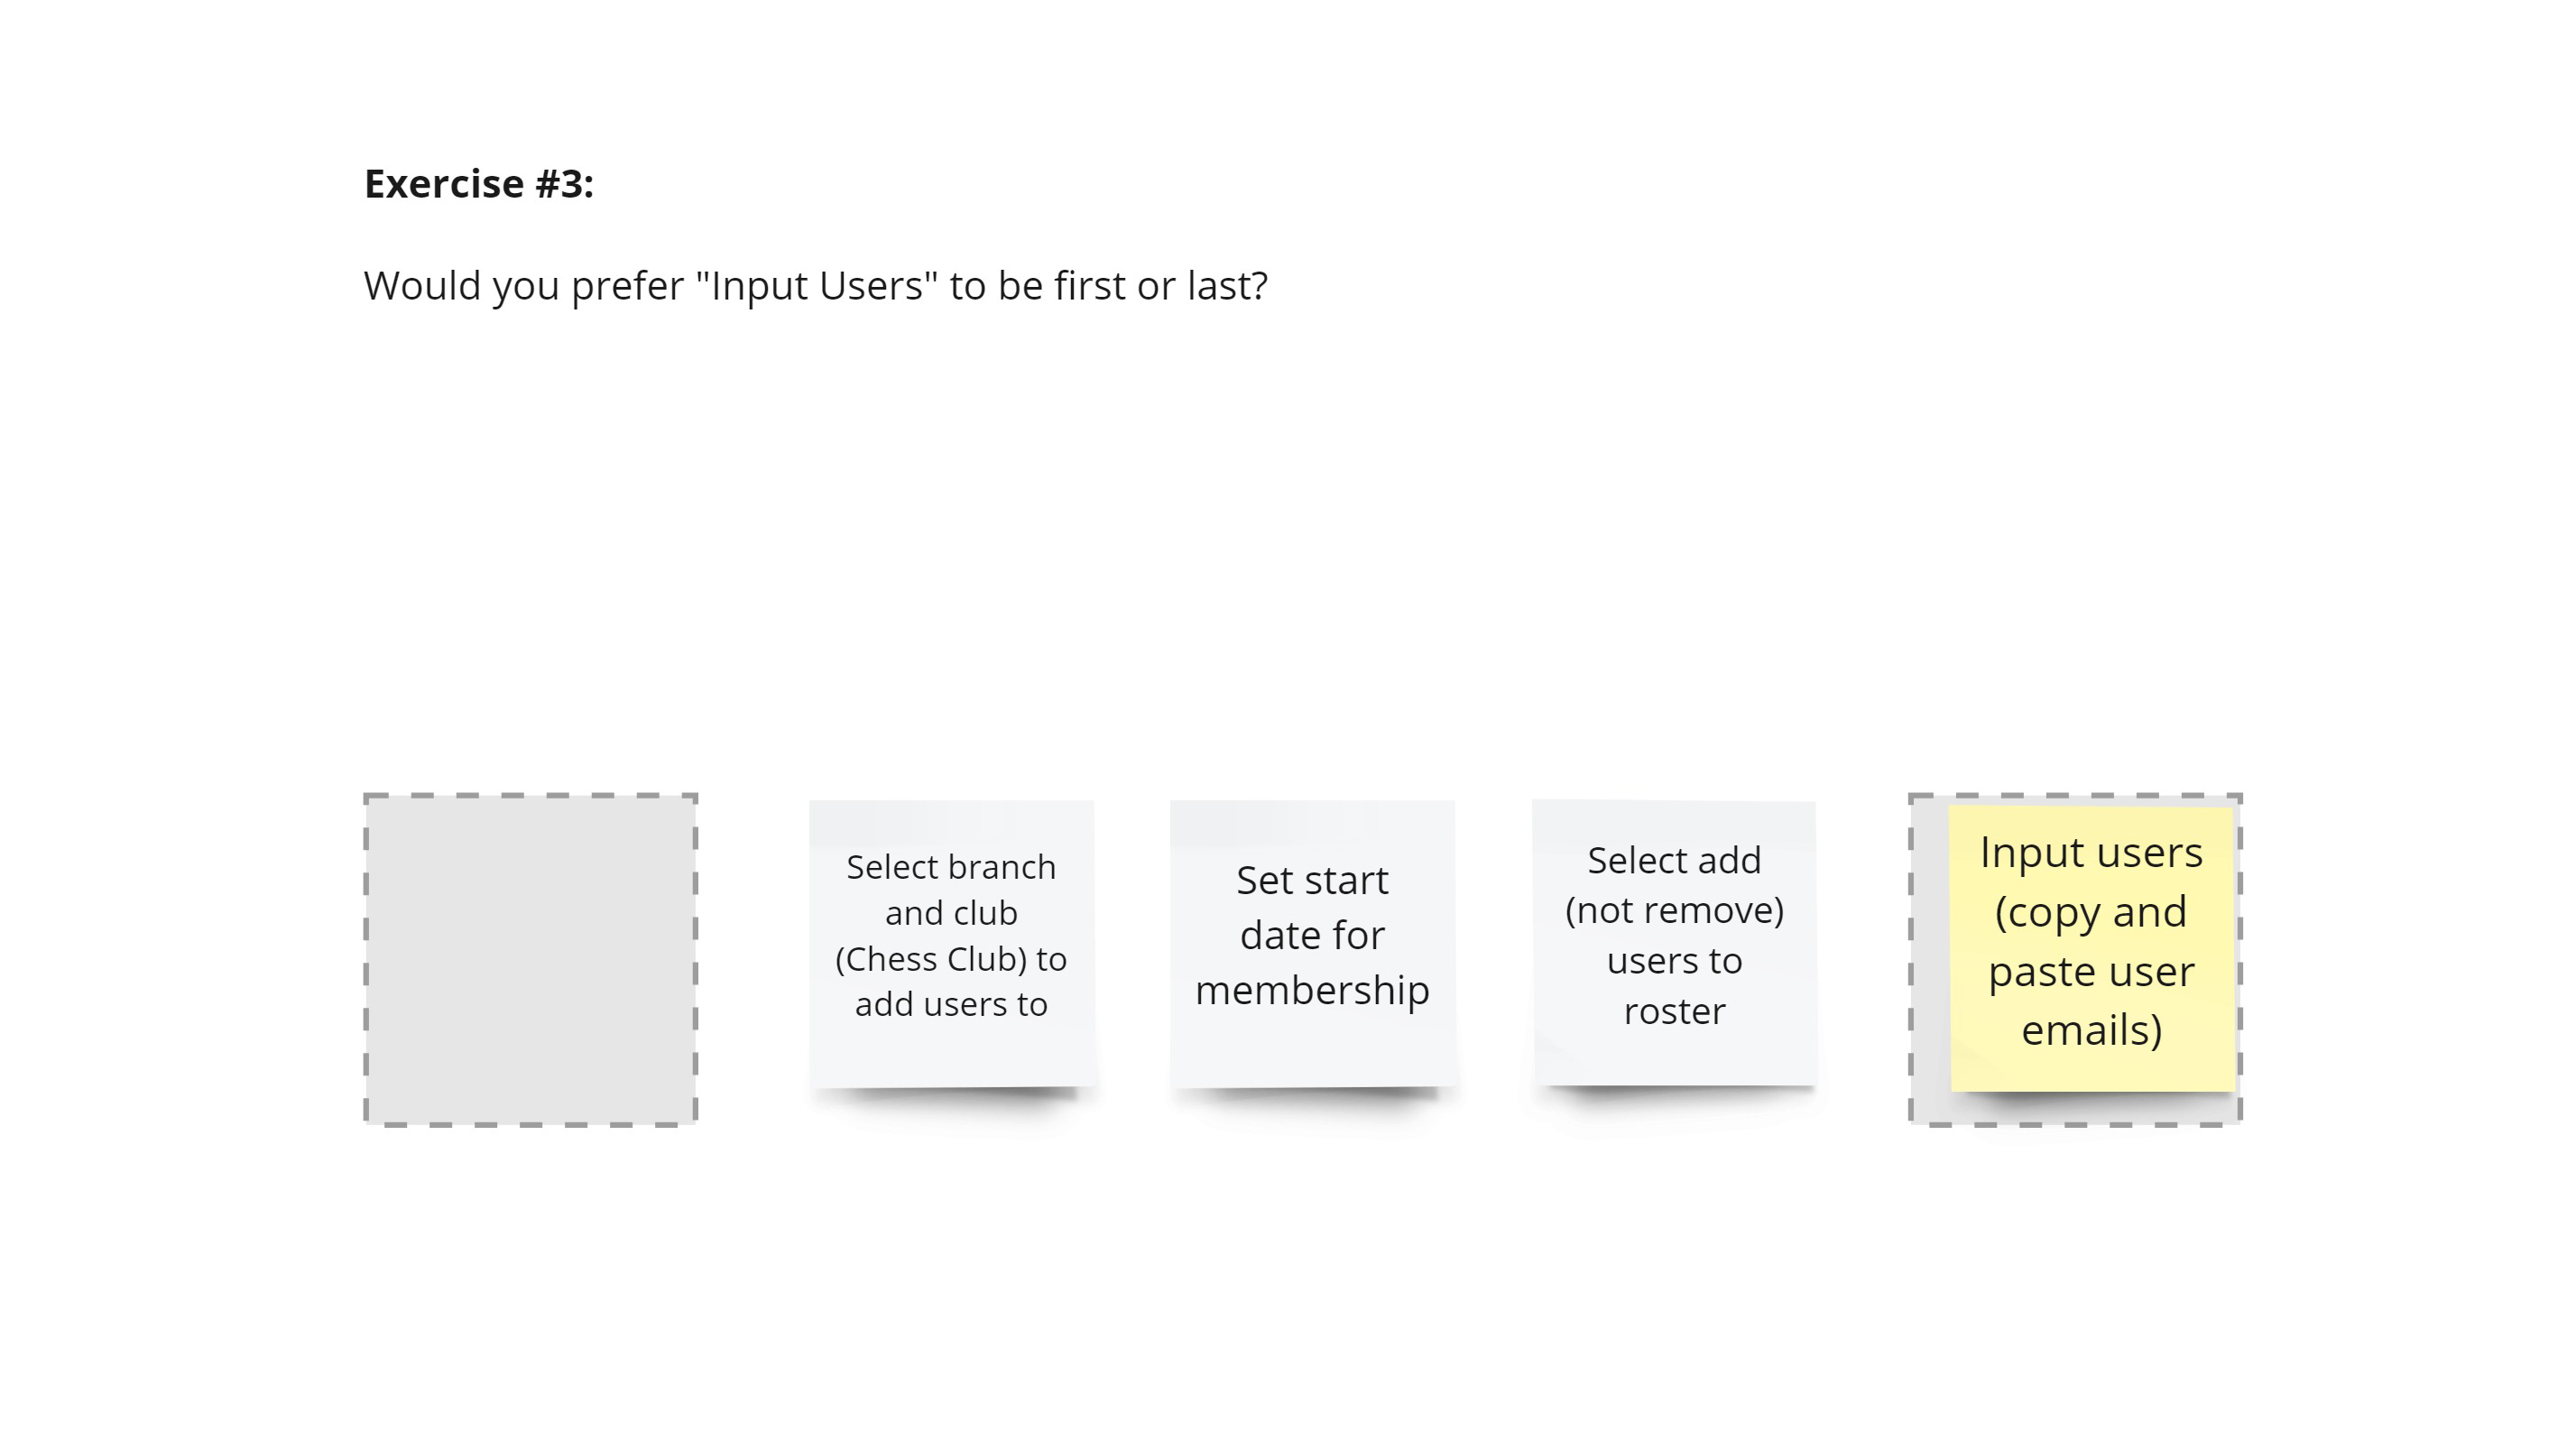 Exercise #3:
Would you prefer "Input Users" to be first or last?
Select branch
and club
(Chess Club) to
add users to
Set start
date for
membership
Select add
(not remove)
users to
roster
Input users
(copy and
paste user
emails)